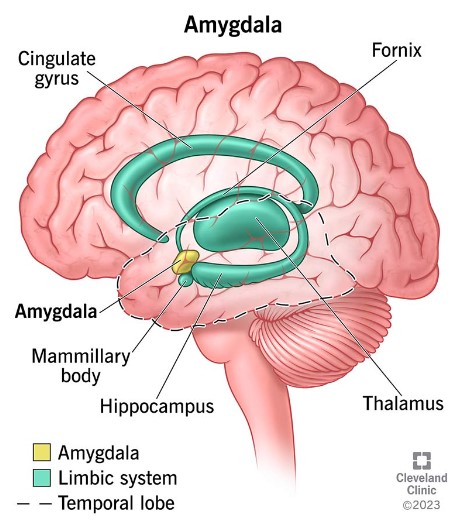 Amygdala
Cingulate
gyrus
Fornix
Amygdala
Mammillary
body
Hippocampus
Thalamus
Amygdala
Limbic system
Temporal lobe
Cleveland
Clinic
©2023